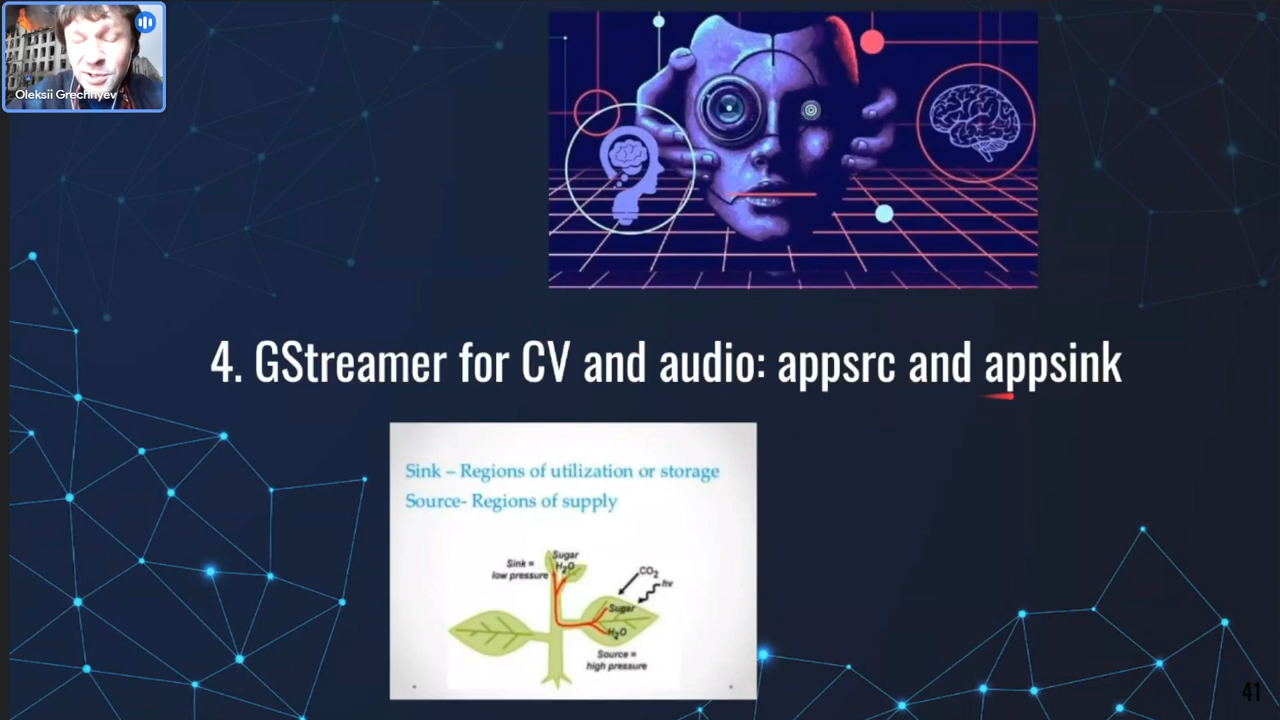 Oleksii Grechnyev
4. GStreamer for CV and audio: appsrc and appsink
Sink – Regions of utilization or storage
Source- Regions of supply
Sugar
H₂O
Sink =
low pressure
CO₂
hv
Sugar
H₂O
Source =
high pressure
41